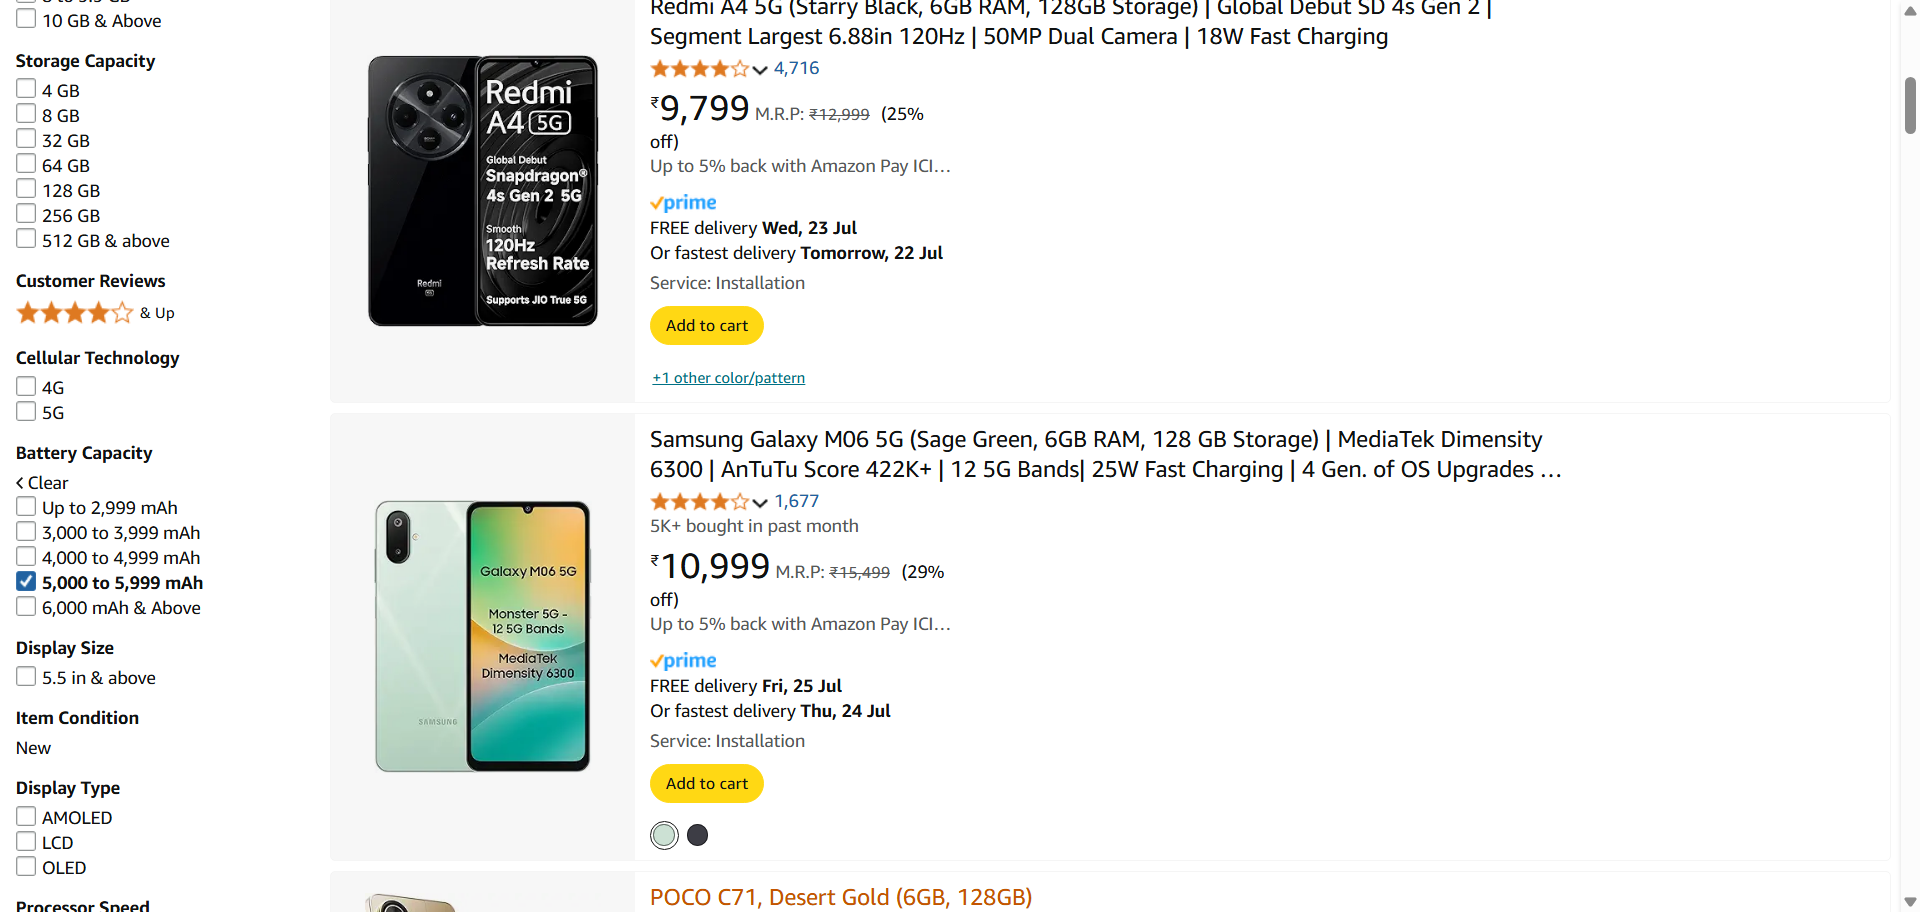 10 GB & Above
Storage Capacity
4 GB
8 GB
32 GB
64 GB
128 GB
256 GB
512 GB & above
Customer Reviews
& Up
Cellular Technology
4G
5G
Battery Capacity
Clear
Up to 2,999 mAh
3,000 to 3,999 mAh
4,000 to 4,999 mAh
5,000 to 5,999 mAh
6,000 mAh & Above
Display Size
5.5 in & above
Item Condition
New
Display Type
AMOLED
LCD
OLED
Processor Speed
Redmi
A4 5G
Global Debut
Snapdragon®
4s Gen 2 5G
Smooth
120Hz
Refresh Rate
Supports JIO True 5G
Redmi
5G
Redmi A4 5G (Starry Black, 6GB RAM, 128GB Storage) | Global Debut SD 4s Gen 2 |
Segment Largest 6.88in 120Hz | 50MP Dual Camera | 18W Fast Charging
4,716
₹9,799 M.R.P: ₹12,999 (25%
off)
Up to 5% back with Amazon Pay ICI…
prime
FREE delivery Wed, 23 Jul
Or fastest delivery Tomorrow, 22 Jul
Service: Installation
Add to cart
+1 other color/pattern
Galaxy M06 5G
Monster 5G -
12 5G Bands
MediaTek
Dimensity 6300
SAMSUNG
Samsung Galaxy M06 5G (Sage Green, 6GB RAM, 128 GB Storage) | MediaTek Dimensity
6300 | AnTuTu Score 422K+ | 12 5G Bands| 25W Fast Charging | 4 Gen. of OS Upgrades …
1,677
5K+ bought in past month
₹10,999 M.R.P: ₹15,499 (29%
off)
Up to 5% back with Amazon Pay ICI…
prime
FREE delivery Fri, 25 Jul
Or fastest delivery Thu, 24 Jul
Service: Installation
Add to cart
POCO C71, Desert Gold (6GB, 128GB)